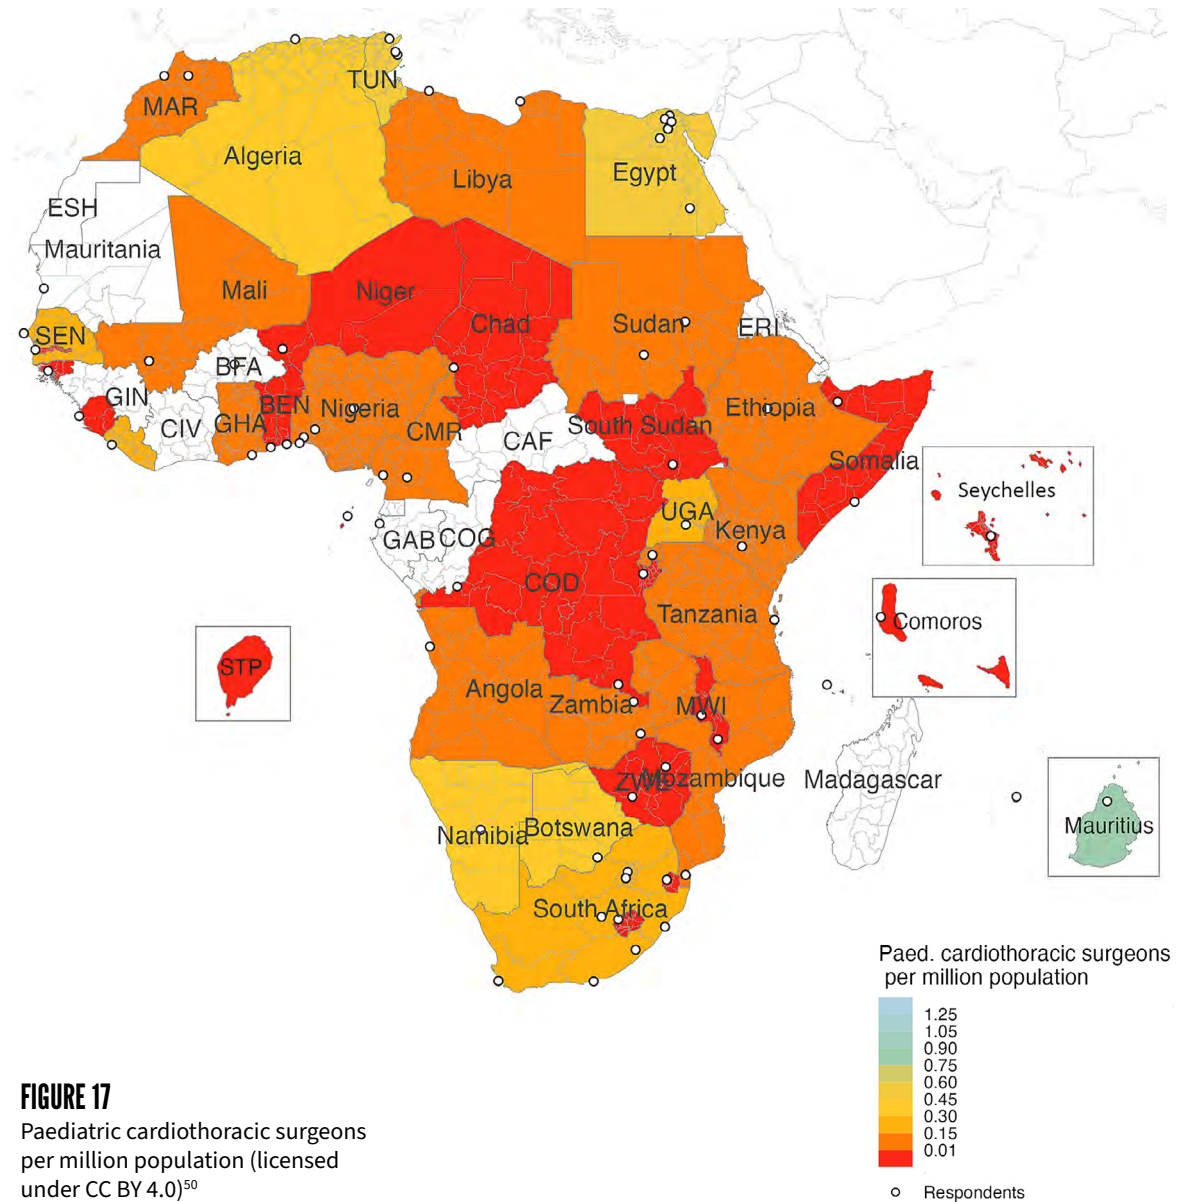 TUN
MAR
Algeria
Libya
Egypt
ESH
Mauritania
Mali
Niger
Chad
Sudan
ERI
SEN
BFA
GIN
BEN
Nigeria
Ethiopia
GHA
CIV
CMR
CAF
South Sudan
Somalia
Seychelles
UGA
Kenya
GAB
COG
COD
Tanzania
Comoros
STP
Angola
Zambia
MWI
ZWE
Mozambique
Madagascar
Namibia
Botswana
Mauritius
South Africa
Paed. cardiothoracic surgeons
per million population
1.25
1.05
0.90
0.75
0.60
0.45
0.30
0.15
0.01
Respondents
FIGURE 17
Paediatric cardiothoracic surgeons
per million population (licensed
under CC BY 4.0)50